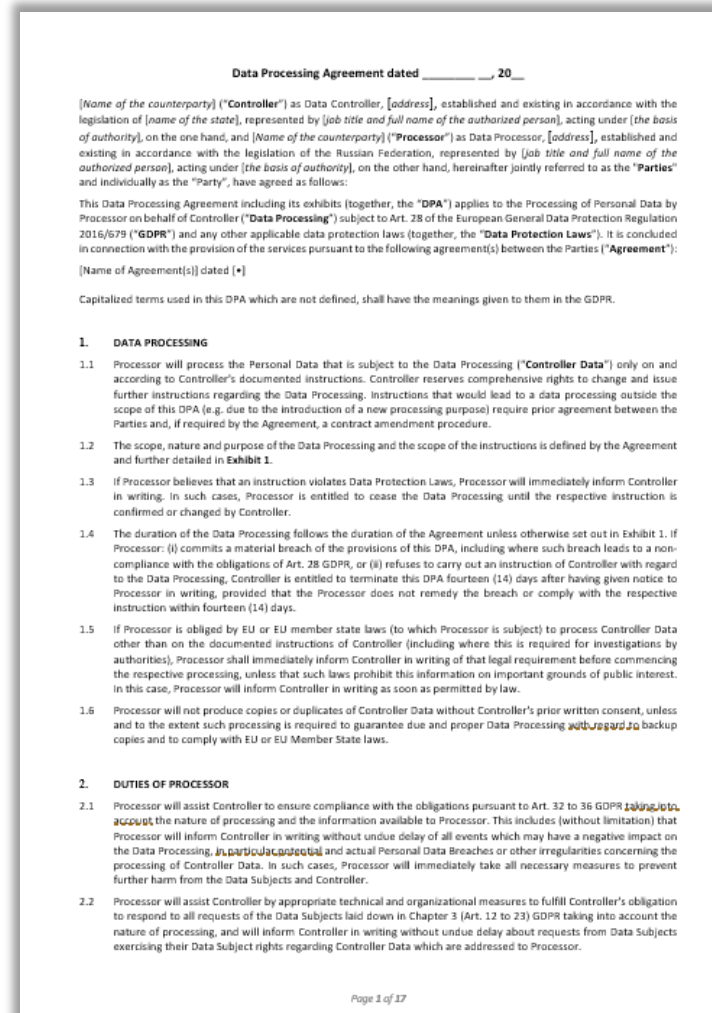 Data Processing Agreement dated ________ __, 20__
[Name of the counterparty] (“Controller”) as Data Controller, [address], established and existing in accordance with the
legislation of [name of the state], represented by [job title and full name of the authorized person], acting under [the basis
of authority], on the one hand, and [Name of the counterparty] (“Processor”) as Data Processor, [address], established and
existing in accordance with the legislation of the Russian Federation, represented by [job title and full name of the
authorized person], acting under [the basis of authority], on the other hand, hereinafter jointly referred to as the “Parties”
and individually as the “Party”, have agreed as follows:
This Data Processing Agreement including its exhibits (together, the “DPA”) applies to the Processing of Personal Data by
Processor on behalf of Controller (“Data Processing”) subject to Art. 28 of the European General Data Protection Regulation
2016/679 (“GDPR”) and any other applicable data protection laws (together, the “Data Protection Laws”). It is concluded
in connection with the provision of the services pursuant to the following agreement(s) between the Parties (“Agreement”):
[Name of Agreement(s)] dated [•]
Capitalized terms used in this DPA which are not defined, shall have the meanings given to them in the GDPR.
1. DATA PROCESSING
1.1 Processor will process the Personal Data that is subject to the Data Processing (“Controller Data”) only on and
according to Controller's documented instructions. Controller reserves comprehensive rights to change and issue
further instructions regarding the Data Processing. Instructions that would lead to a data processing outside the
scope of this DPA (e.g. due to the introduction of a new processing purpose) require prior agreement between the
Parties and, if required by the Agreement, a contract amendment procedure.
1.2 The scope, nature and purpose of the Data Processing and the scope of the instructions is defined by the Agreement
and further detailed in Exhibit 1.
1.3 If Processor believes that an instruction violates Data Protection Laws, Processor will immediately inform Controller
in writing. In such cases, Processor is entitled to cease the Data Processing until the respective instruction is
confirmed or changed by Controller.
1.4 The duration of the Data Processing follows the duration of the Agreement unless otherwise set out in Exhibit 1. If
Processor: (i) commits a material breach of the provisions of this DPA, including where such breach leads to a non-
compliance with the obligations of Art. 28 GDPR, or (ii) refuses to carry out an instruction of Controller with regard
to the Data Processing, Controller is entitled to terminate this DPA fourteen (14) days after having given notice to
Processor in writing, provided that the Processor does not remedy the breach or comply with the respective
instruction within fourteen (14) days.
1.5 If Processor is obliged by EU or EU member state laws (to which Processor is subject) to process Controller Data
other than on the documented instructions of Controller (including where this is required for investigations by
authorities), Processor shall immediately inform Controller in writing of that legal requirement before commencing
the respective processing, unless that such laws prohibit this information on important grounds of public interest.
In this case, Processor will inform Controller in writing as soon as permitted by law.
1.6 Processor will not produce copies or duplicates of Controller Data without Controller's prior written consent, unless
and to the extent such processing is required to guarantee due and proper Data Processing with regard to backup
copies and to comply with EU or EU Member State laws.
2. DUTIES OF PROCESSOR
2.1 Processor will assist Controller to ensure compliance with the obligations pursuant to Art. 32 to 36 GDPR taking into
account the nature of processing and the information available to Processor. This includes (without limitation) that
Processor will inform Controller in writing without undue delay of all events which may have a negative impact on
the Data Processing, in particular potential and actual Personal Data Breaches or other irregularities concerning the
processing of Controller Data. In such cases, Processor will immediately take all necessary measures to prevent
further harm from the Data Subjects and Controller.
2.2 Processor will assist Controller by appropriate technical and organizational measures to fulfill Controller's obligation
to respond to all requests of the Data Subjects laid down in Chapter 3 (Art. 12 to 23) GDPR taking into account the
nature of processing, and will inform Controller in writing without undue delay about requests from Data Subjects
exercising their Data Subject rights regarding Controller Data which are addressed to Processor.
Page 1 of 17